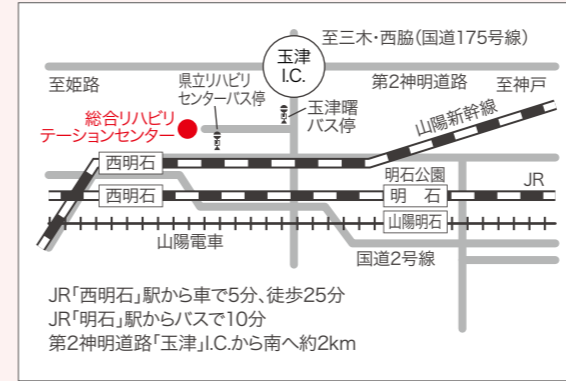 至三木・西脇(国道175号線)
玉津
I.C.
至姫路
県立リハビリ
センターバス停
第2神明道路
至神戸
総合リハビリ
テーションセンター
玉津曙
バス停
山陽新幹線
西明石
明石公園
JR
西明石
明 石
山陽明石
山陽電車
国道2号線
JR「西明石」駅から車で5分、徒歩25分
JR「明石」駅からバスで10分
第2神明道路「玉津」I.C.から南へ約2km